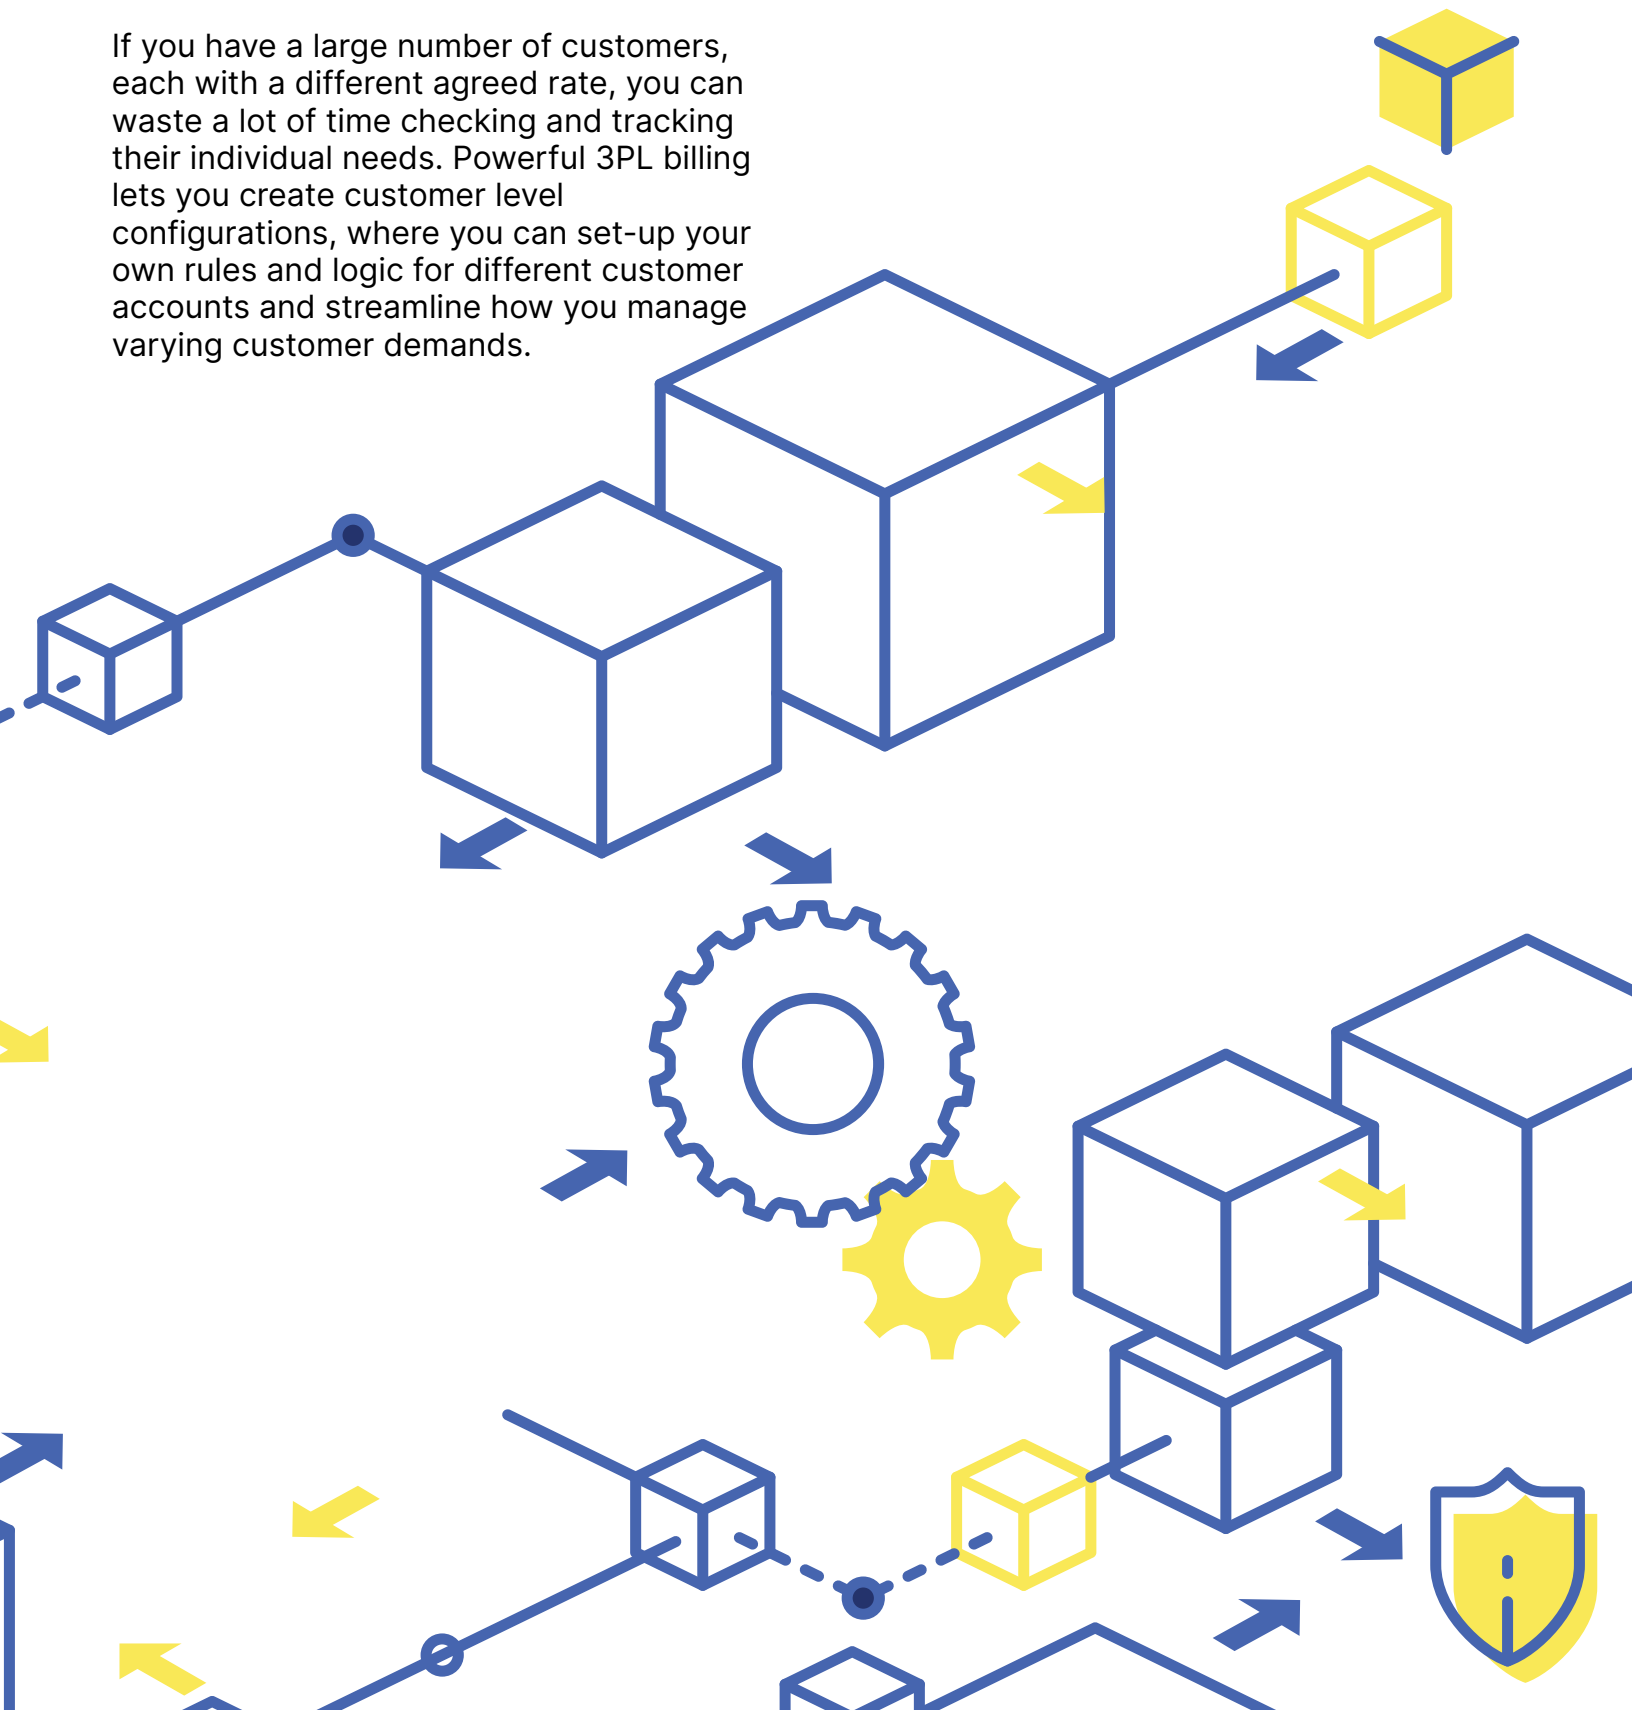 If you have a large number of customers,
each with a different agreed rate, you can
waste a lot of time checking and tracking
their individual needs. Powerful 3PL billing
lets you create customer level
configurations, where you can set-up your
own rules and logic for different customer
accounts and streamline how you manage
varying customer demands.